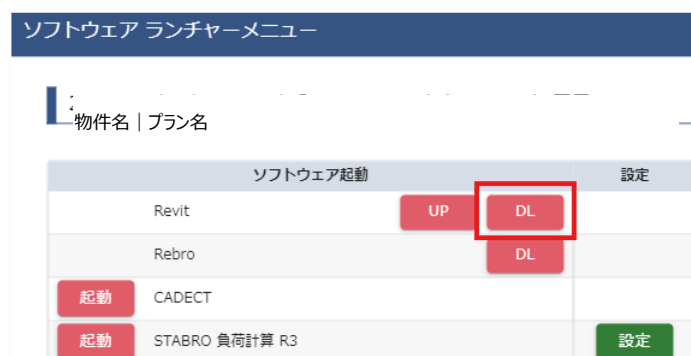 ソフトウェア ランチャーメニュー
物件名｜プラン名
ソフトウェア起動 設定
Revit UP DL
Rebro DL
起動 CADECT
起動 STABRO 負荷計算 R3 設定